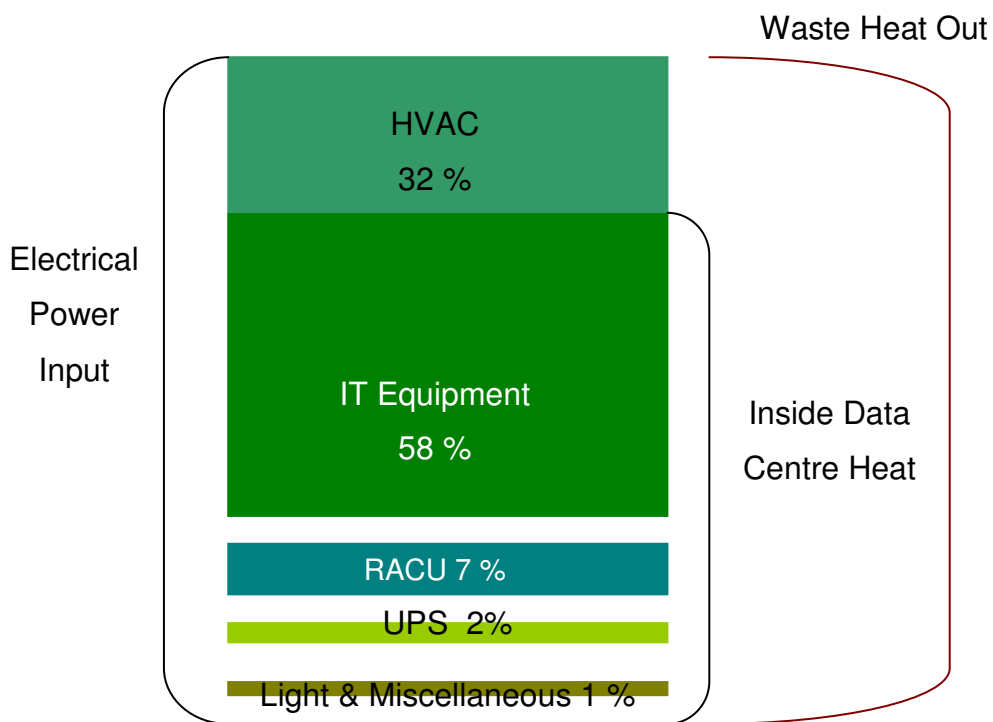 Waste Heat Out
HVAC
32 %
Electrical
Power
Input
IT Equipment
58 %
Inside Data
Centre Heat
RACU 7 %
UPS 2%
Light & Miscellaneous 1 %